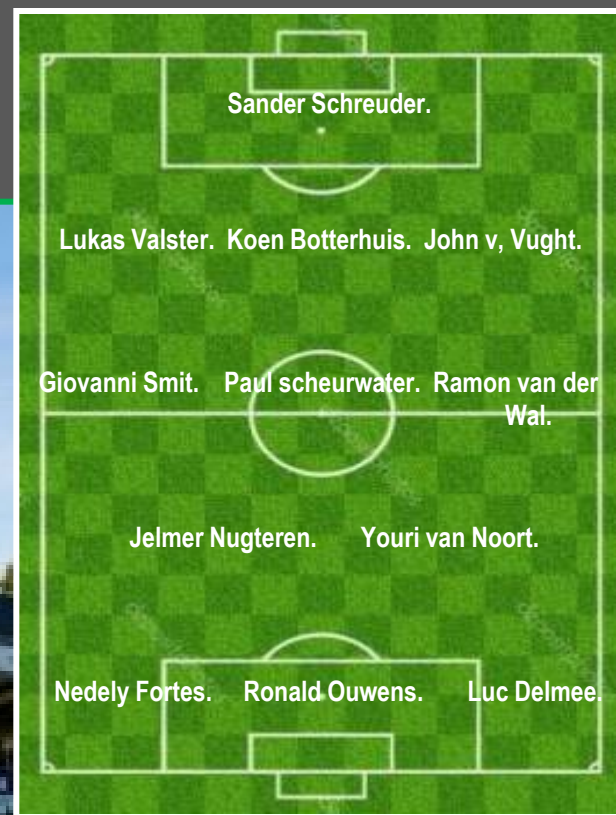 Sander Schreuder.
Lukas Valster. Koen Botterhuis. John v, Vught.
Giovanni Smit. Paul scheurwater. Ramon van der
Wal.
Jelmer Nugteren. Youri van Noort.
Nedely Fortes. Ronald Ouwens. Luc Delmee.